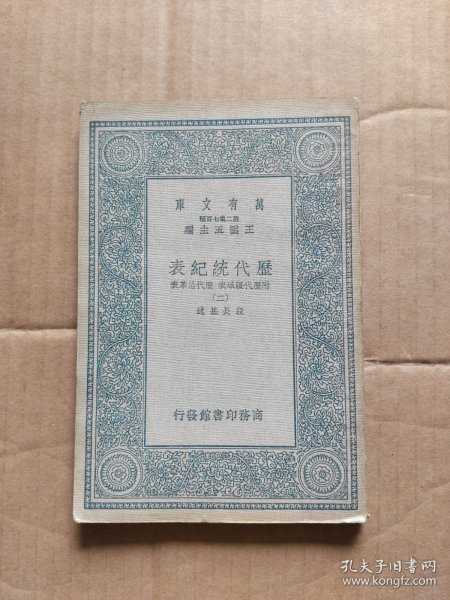 萬有文庫
第二集七百種
王雲五主編
歷代統紀表
附歷代疆域表 歷代沿革表
(二)
段長基述
商務印書館發行
孔夫子旧书网
www.kongfz.com